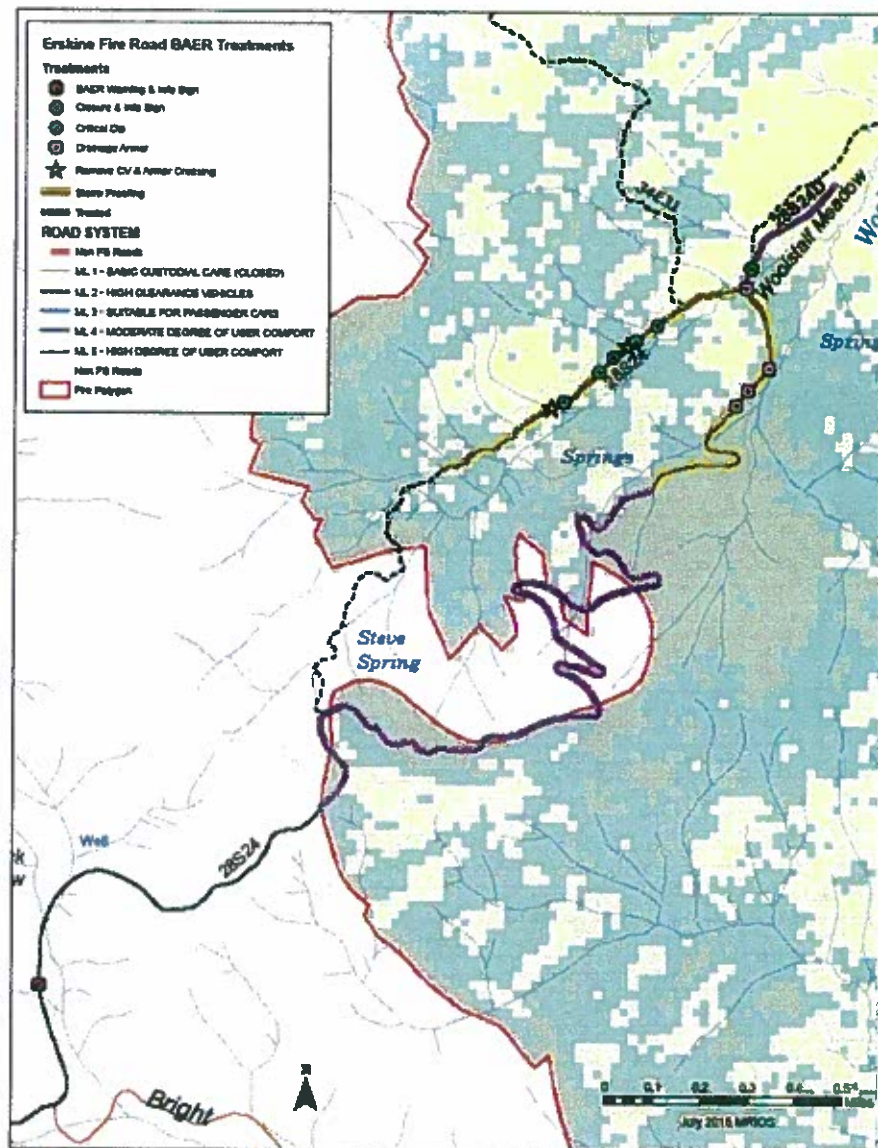 Erskine Fire Road BAER Treatments
Treatments
BAER Warning & Info Sign
Closure & Info Sign
Critical Dip
Drainage Armor
Remove CV & Armor Crossing
Storm Proofing
Treated
ROAD SYSTEM
Non FS Roads
ML 1 - BASIC CUSTODIAL CARE (CLOSED)
ML 2 - HIGH CLEARANCE VEHICLES
ML 3 - SUITABLE FOR PASSENGER CARS
ML 4 - MODERATE DEGREE OF USER COMFORT
ML 5 - HIGH DEGREE OF USER COMFORT
Non FS Roads
Fire Polygon
28S24D
Woolstalf Meadow
Woo
Spring
28S24
Springs
Steve
Spring
Well
k
w
28S24
Bright
N
0 0.1 0.2 0.3 0.4 0.5
Miles